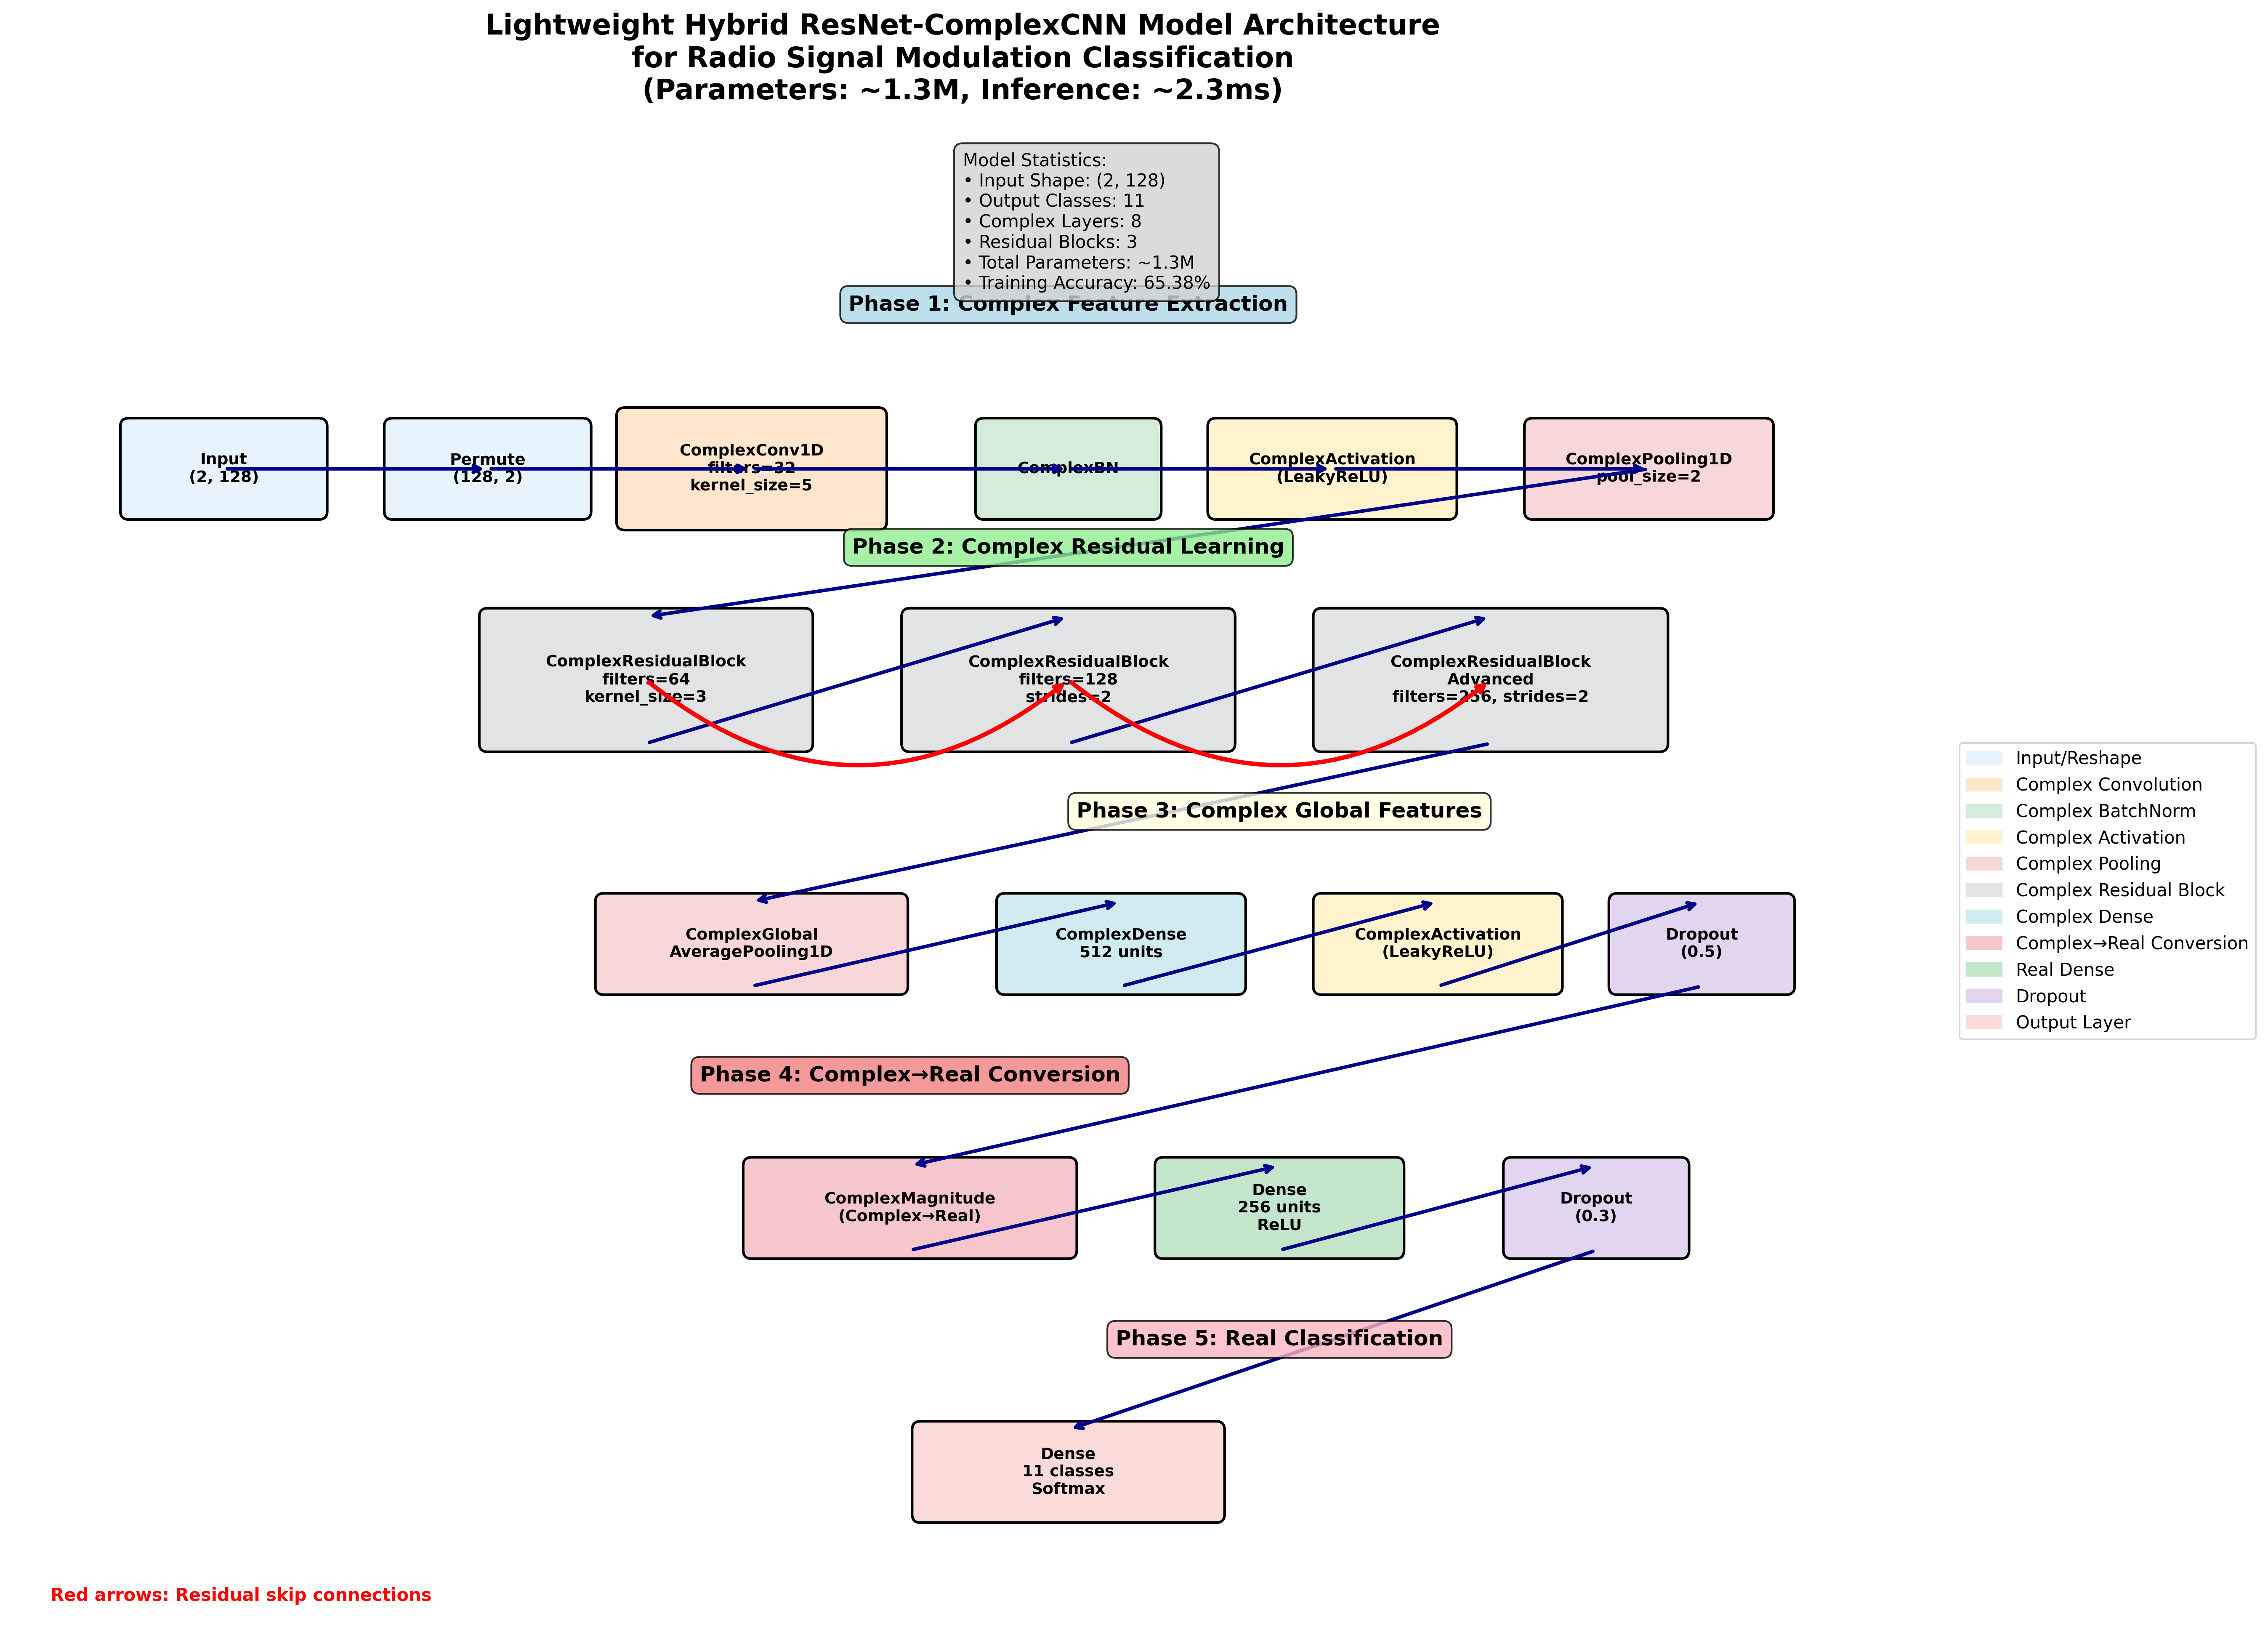 Lightweight Hybrid ResNet-ComplexCNN Model Architecture
for Radio Signal Modulation Classification
(Parameters: ~1.3M, Inference: ~2.3ms)
Model Statistics:
• Input Shape: (2, 128)
• Output Classes: 11
• Complex Layers: 8
• Residual Blocks: 3
• Total Parameters: ~1.3M
• Training Accuracy: 65.38%
Phase 1: Complex Feature Extraction
Input
(2, 128)
Permute
(128, 2)
ComplexConv1D
filters=32
kernel_size=5
ComplexBN
ComplexActivation
(LeakyReLU)
ComplexPooling1D
pool_size=2
Phase 2: Complex Residual Learning
ComplexResidualBlock
filters=64
kernel_size=3
ComplexResidualBlock
filters=128
strides=2
ComplexResidualBlock
Advanced
filters=256, strides=2
Phase 3: Complex Global Features
ComplexGlobal
AveragePooling1D
ComplexDense
512 units
ComplexActivation
(LeakyReLU)
Dropout
(0.5)
Phase 4: Complex→Real Conversion
ComplexMagnitude
(Complex→Real)
Dense
256 units
ReLU
Dropout
(0.3)
Phase 5: Real Classification
Dense
11 classes
Softmax
Input/Reshape
Complex Convolution
Complex BatchNorm
Complex Activation
Complex Pooling
Complex Residual Block
Complex Dense
Complex→Real Conversion
Real Dense
Dropout
Output Layer
Red arrows: Residual skip connections